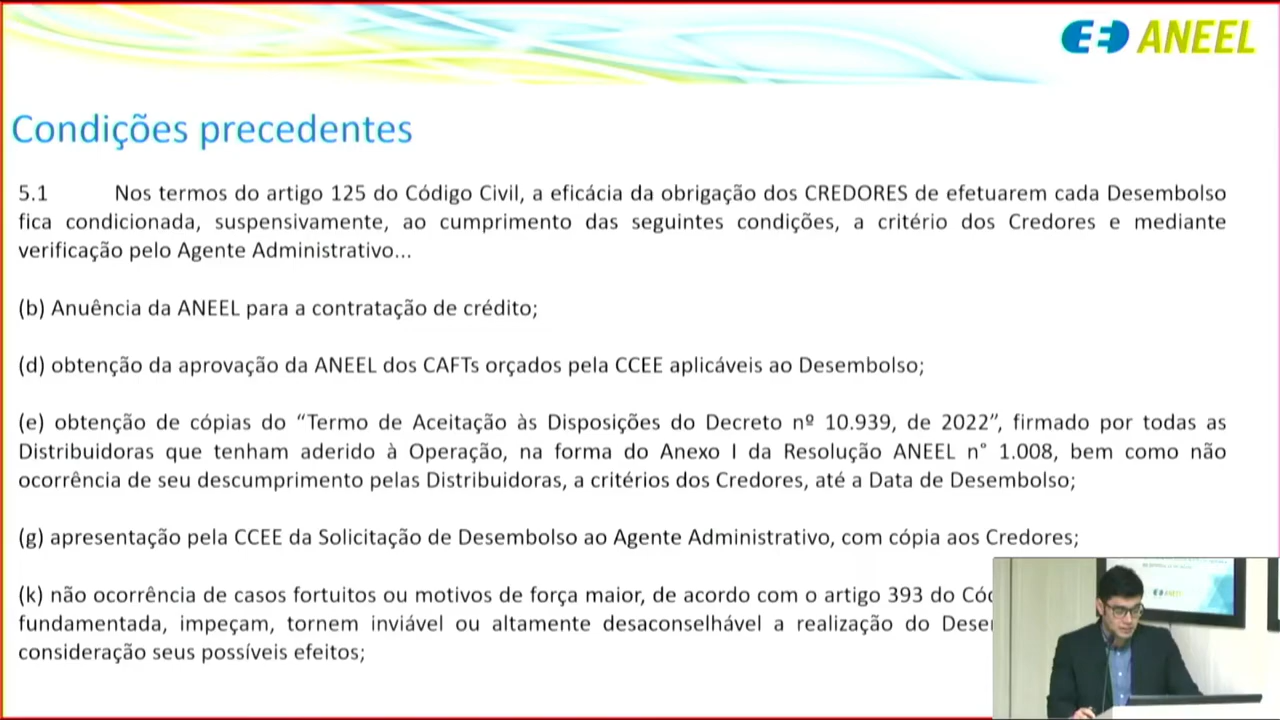 ANEEL
Condições precedentes
5.1 Nos termos do artigo 125 do Código Civil, a eficácia da obrigação dos CREDORES de efetuarem cada Desembolso
fica condicionada, suspensivamente, ao cumprimento das seguintes condições, a critério dos Credores e mediante
verificação pelo Agente Administrativo...
(b) Anuência da ANEEL para a contratação de crédito;
(d) obtenção da aprovação da ANEEL dos CAFTs orçados pela CCEE aplicáveis ao Desembolso;
(e) obtenção de cópias do “Termo de Aceitação às Disposições do Decreto nº 10.939, de 2022”, firmado por todas as
Distribuidoras que tenham aderido à Operação, na forma do Anexo I da Resolução ANEEL n° 1.008, bem como não
ocorrência de seu descumprimento pelas Distribuidoras, a critérios dos Credores, até a Data de Desembolso;
(g) apresentação pela CCEE da Solicitação de Desembolso ao Agente Administrativo, com cópia aos Credores;
(k) não ocorrência de casos fortuitos ou motivos de força maior, de acordo com o artigo 393 do Cód
fundamentada, impeçam, tornem inviável ou altamente desaconselhável a realização do Desem
consideração seus possíveis efeitos;
ANEEL